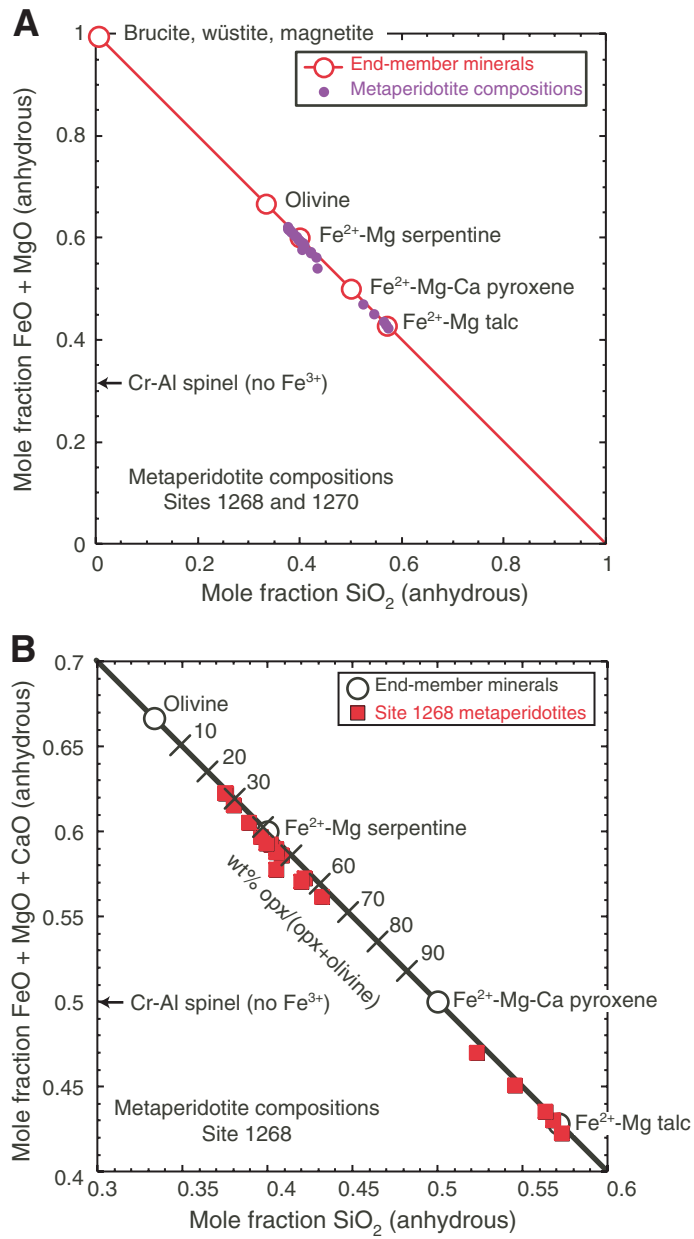 A
Mole fraction FeO + MgO (anhydrous)
1
0.8
0.6
0.4
0.2
0
Brucite, wüstite, magnetite
End-member minerals
Metaperidotite compositions
Olivine
Fe²⁺-Mg serpentine
Fe²⁺-Mg-Ca pyroxene
Fe²⁺-Mg talc
Cr-Al spinel (no Fe³⁺)
Metaperidotite compositions
Sites 1268 and 1270
0 0.2 0.4 0.6 0.8 1
Mole fraction SiO₂ (anhydrous)
B
Mole fraction FeO + MgO + CaO (anhydrous)
0.7
0.65
0.6
0.55
0.5
0.45
0.4
End-member minerals
Site 1268 metaperidotites
Olivine
10
20
30
Fe²⁺-Mg serpentine
60
70
80
90
wt% opx/(opx+olivine)
Fe²⁺-Mg-Ca pyroxene
Cr-Al spinel (no Fe³⁺)
Metaperidotite compositions
Site 1268
Fe²⁺-Mg talc
0.3 0.35 0.4 0.45 0.5 0.55 0.6
Mole fraction SiO₂ (anhydrous)